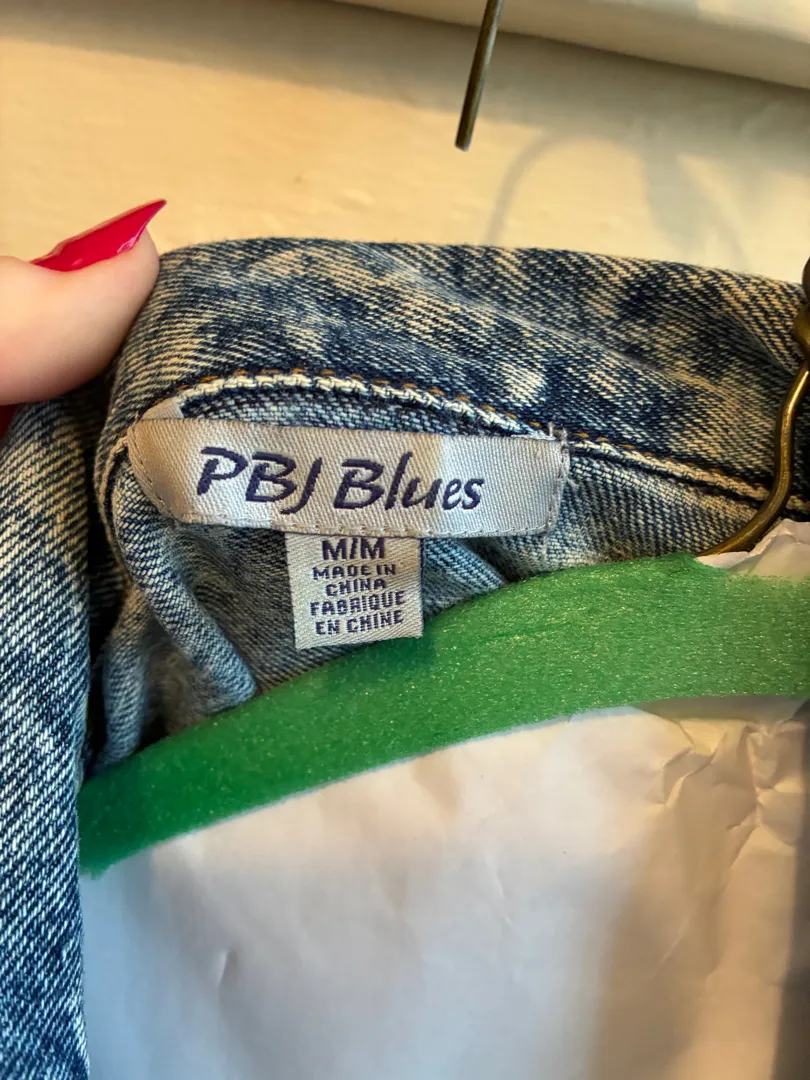 PBJ Blues
M/M
MADE IN
CHINA
FABRIQUE
EN CHINE